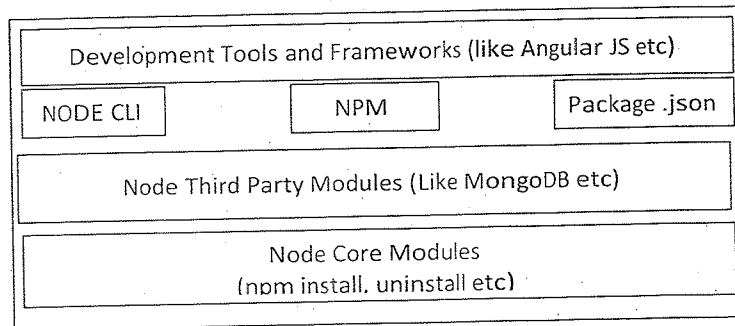 Development Tools and Frameworks (like Angular JS etc)
NODE CLI
NPM
Package .json
Node Third Party Modules (Like MongoDB etc)
Node Core Modules
(npm install, uninstall etc)